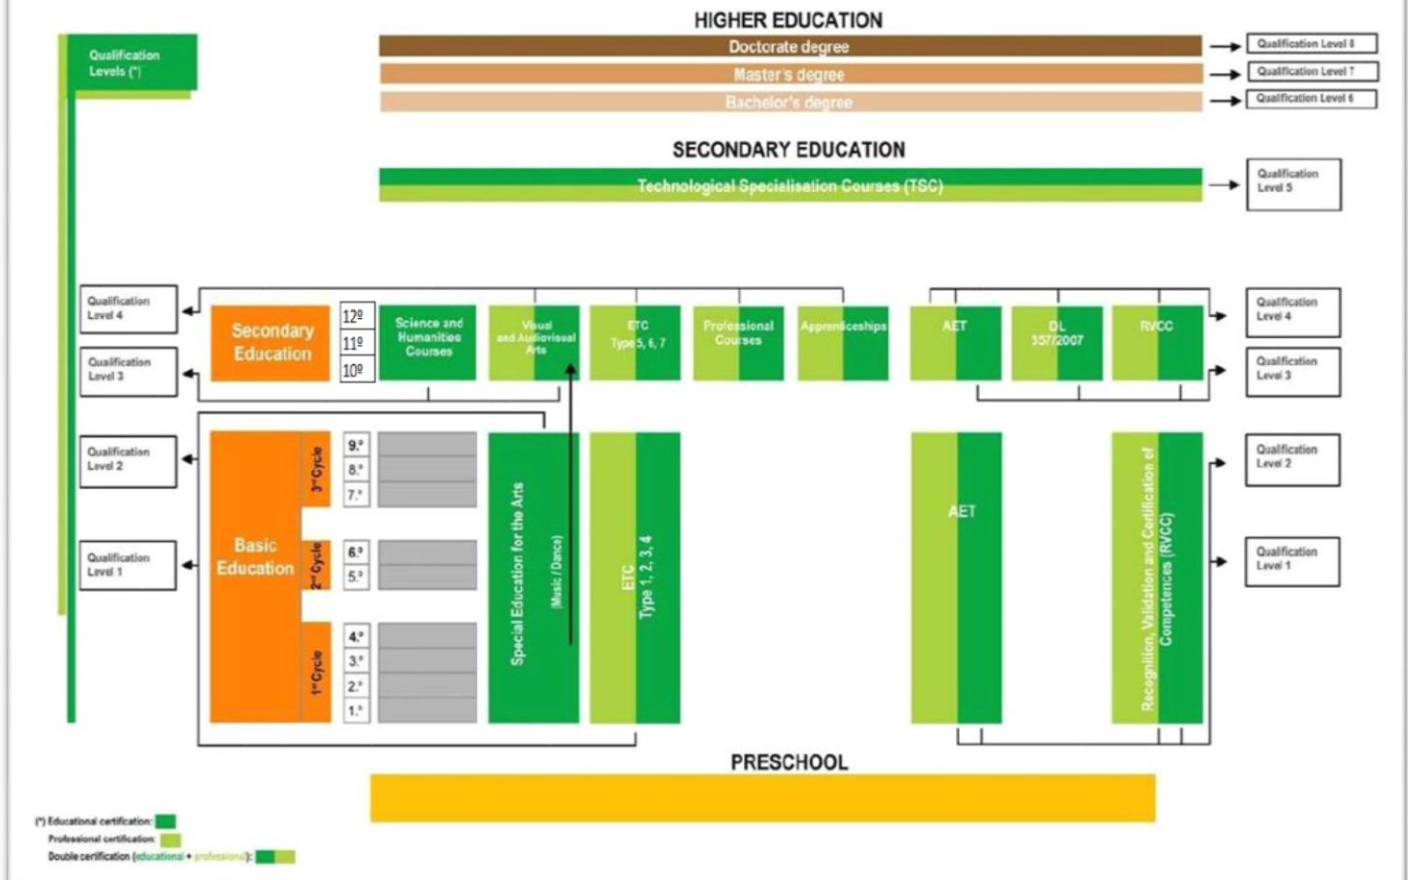 HIGHER EDUCATION
Qualification
Levels (*)
Doctorate degree
Qualification Level 8
Master's degree
Qualification Level 7
Bachelor's degree
Qualification Level 6
SECONDARY EDUCATION
Technological Specialisation Courses (TSC)
Qualification
Level 5
Qualification
Level 4
Qualification
Level 3
Secondary
Education
12º
11º
10º
Science and
Humanities
Courses
Visual
and Audiovisual
Arts
ETC
Type 5, 6, 7
Professional
Courses
Apprenticeships
AET
DL
357/2007
RVCC
Qualification
Level 4
Qualification
Level 3
Qualification
Level 2
Qualification
Level 1
Basic
Education
3rd Cycle
9.º
8.º
7.º
2nd Cycle
6.º
5.º
1st Cycle
4.º
3.º
2.º
1.º
Special Education for the Arts
(Music / Dance)
ETC
Type 1, 2, 3, 4
AET
Recognition, Validation and Certification of
Competences (RVCC)
Qualification
Level 2
Qualification
Level 1
PRESCHOOL
(*) Educational certification:
Professional certification:
Double certification (educational + professional):